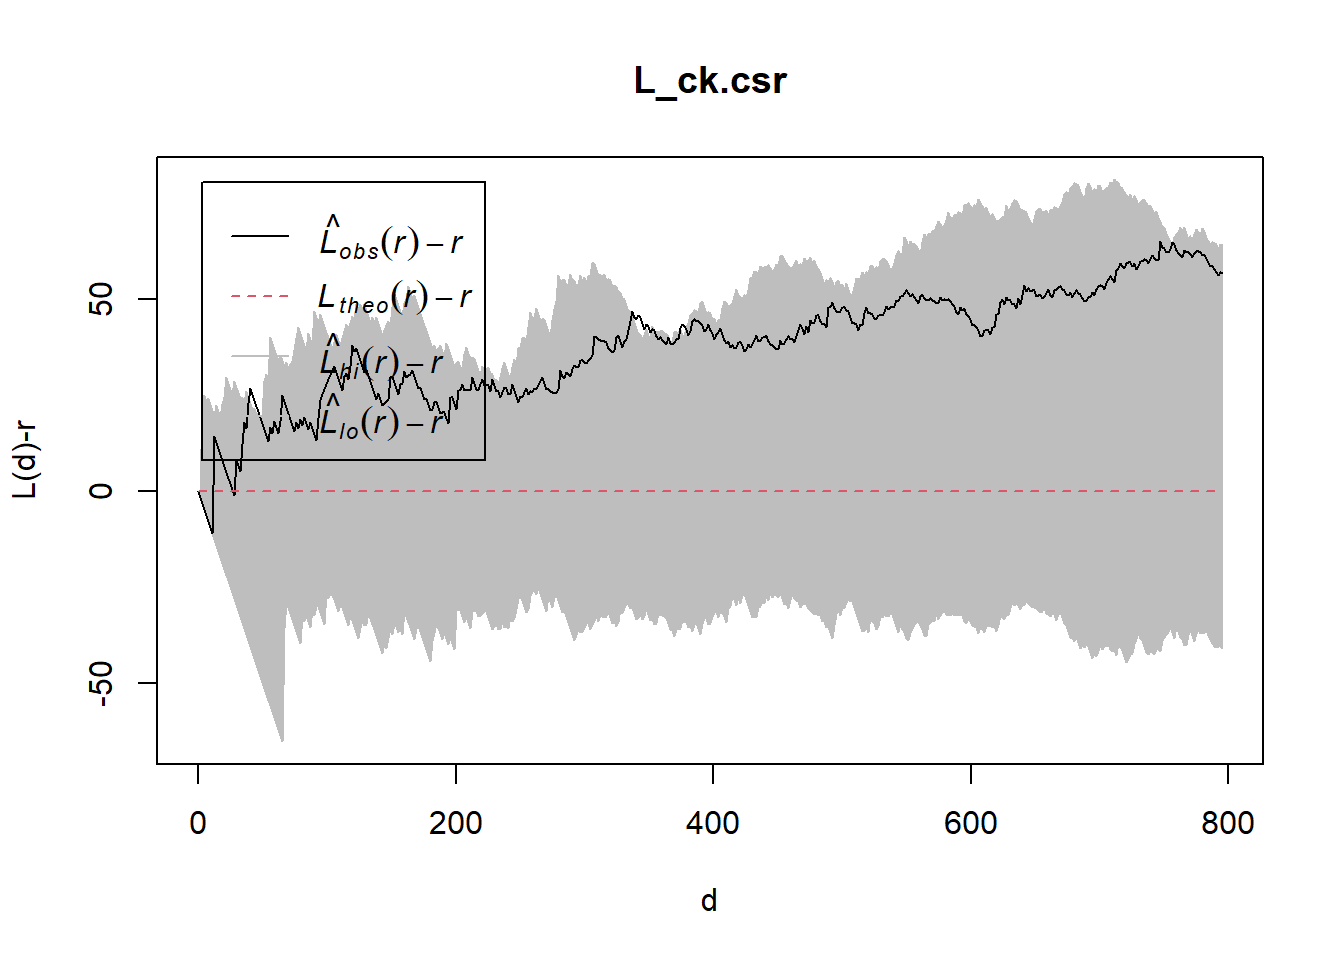 L_ck.csr
L̂obs(r) − r
Ltheo(r) − r
L̂hi(r) − r
L̂lo(r) − r
L(d)-r
50
0
-50
0 200 400 600 800
d